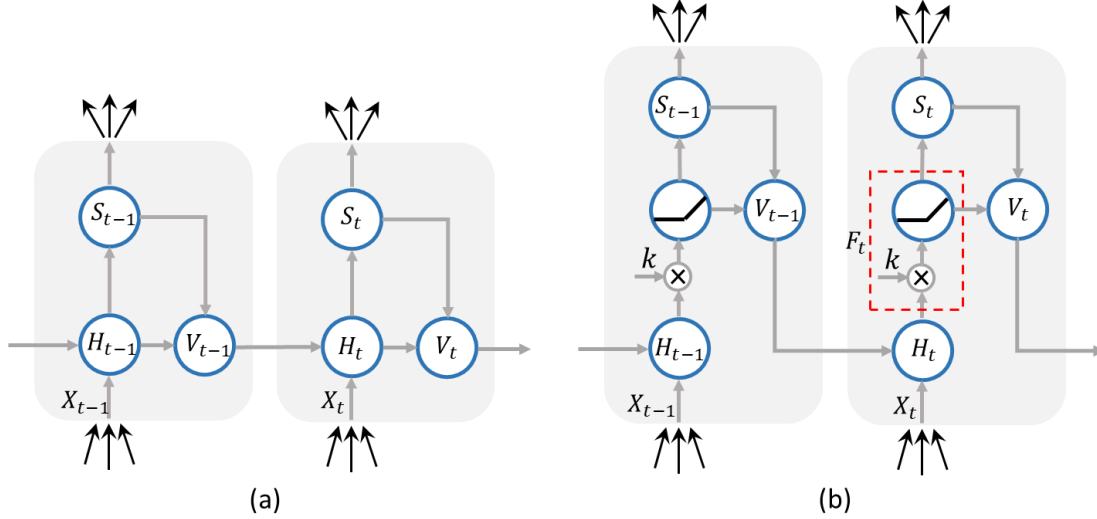 S_{t-1}
H_{t-1}
V_{t-1}
X_{t-1}
S_t
H_t
V_t
X_t
(a)
S_{t-1}
V_{t-1}
k
×
H_{t-1}
X_{t-1}
S_t
V_t
F_t
k
×
H_t
X_t
(b)